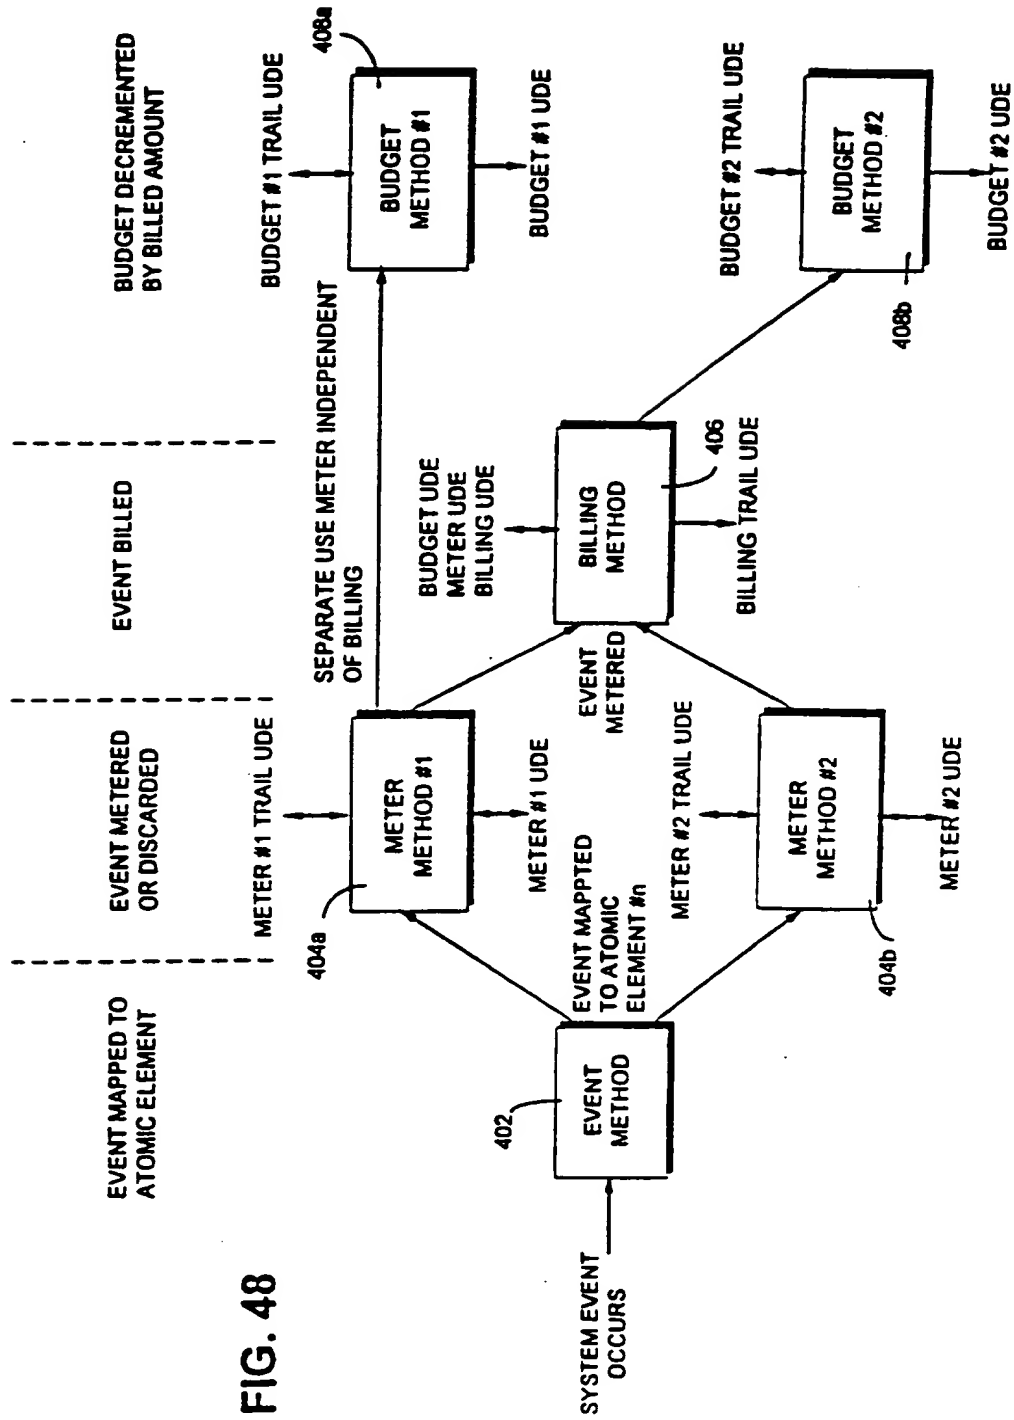 FIG. 48
EVENT MAPPED TO
ATOMIC ELEMENT
EVENT METERED
OR DISCARDED
EVENT BILLED
BUDGET DECREMENTED
BY BILLED AMOUNT
SYSTEM EVENT
OCCURS
402
EVENT
METHOD
EVENT MAPPTED
TO ATOMIC
ELEMENT #n
METER #1 TRAIL UDE
404a
METER
METHOD #1
METER #1 UDE
METER #2 TRAIL UDE
METER
METHOD #2
404b
METER #2 UDE
SEPARATE USE METER INDEPENDENT
OF BILLING
EVENT
METERED
BUDGET UDE
METER UDE
BILLING UDE
BILLING
METHOD
406
BILLING TRAIL UDE
BUDGET #1 TRAIL UDE
408a
BUDGET
METHOD #1
BUDGET #1 UDE
BUDGET #2 TRAIL UDE
BUDGET
METHOD #2
408b
BUDGET #2 UDE